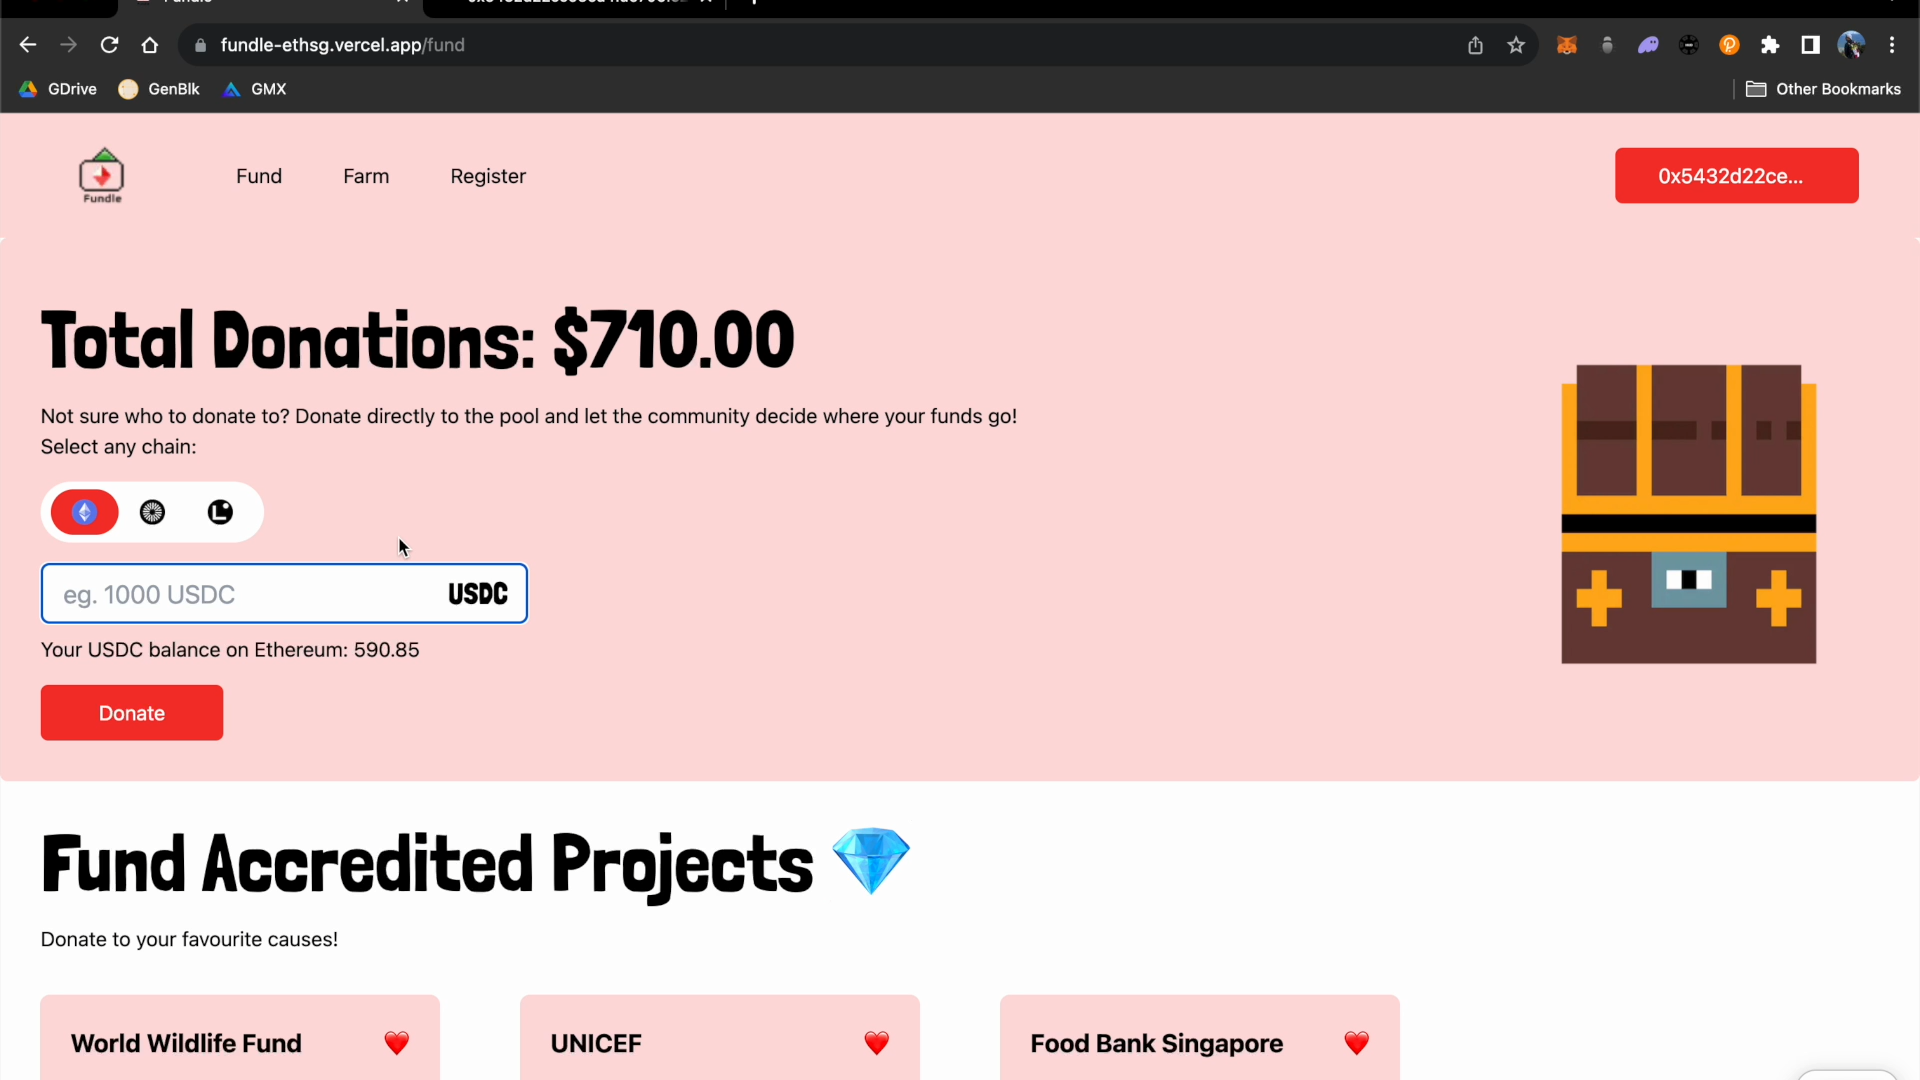 fundle-ethsg.vercel.app/fund
GDrive
GenBlk
GMX
Other Bookmarks
Fundle
Fund
Farm
Register
0x5432d22ce...
Total Donations: $710.00
Not sure who to donate to? Donate directly to the pool and let the community decide where your funds go!
Select any chain:
eg. 1000 USDC
USDC
Your USDC balance on Ethereum: 590.85
Donate
Fund Accredited Projects
Donate to your favourite causes!
World Wildlife Fund
UNICEF
Food Bank Singapore